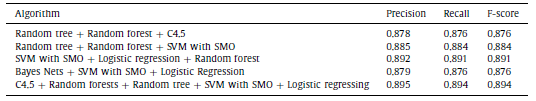 Algorithm Precision Recall F-score
Random tree + Random forest + C4.5 0.878 0.876 0.876
Random tree + Random forest + SVM with SMO 0.885 0.884 0.884
SVM with SMO + Logistic regression + Random forest 0.892 0.891 0.891
Bayes Nets + SVM with SMO + Logistic Regression 0.879 0.876 0.876
C4.5 + Random forests + Random tree + SVM with SMO + Logistic regressing 0.895 0.894 0.894